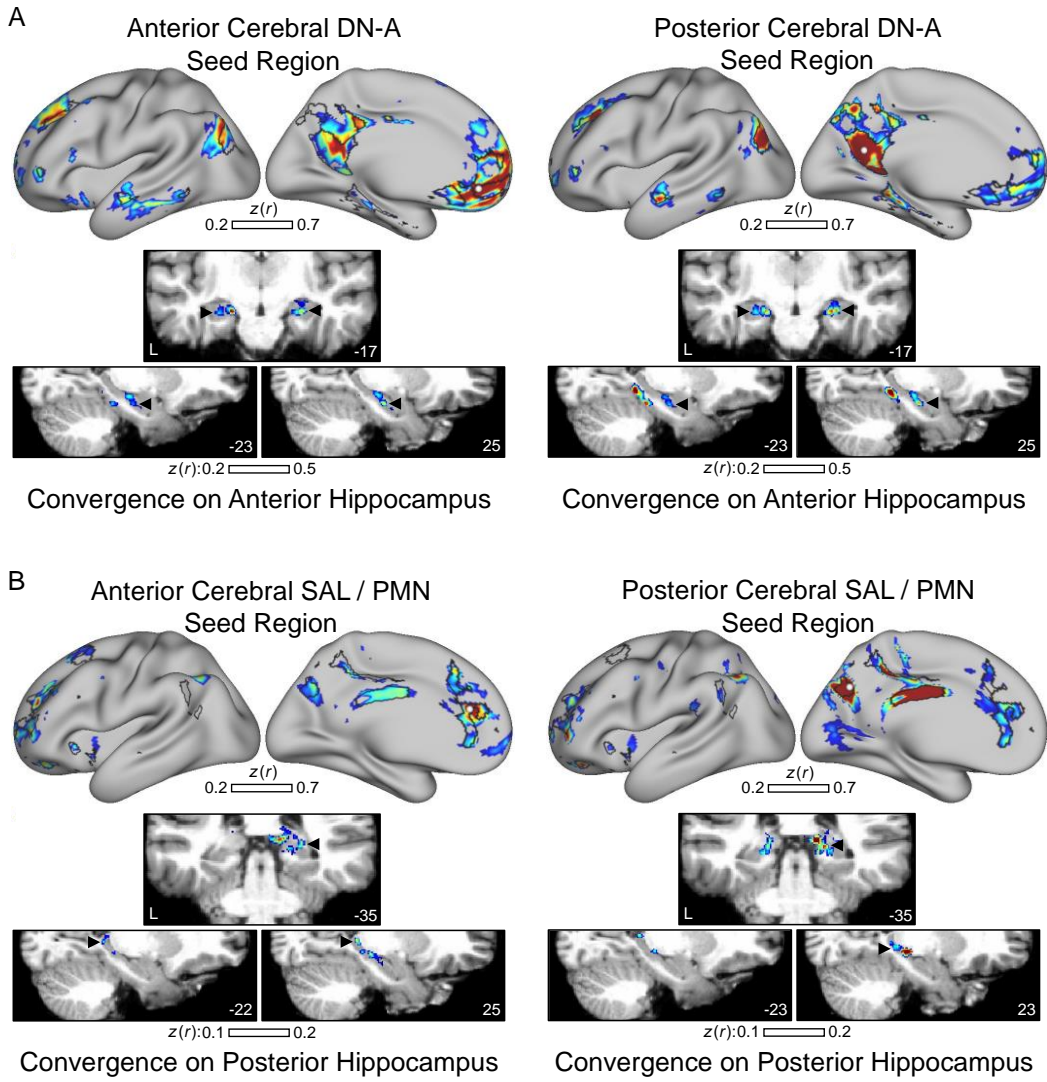 A
Anterior Cerebral DN-A
Seed Region
Posterior Cerebral DN-A
Seed Region
z(r)
0.2 0.7
z(r)
0.2 0.7
L -17
L -17
-23 25
-23 25
z(r): 0.2 0.5
z(r): 0.2 0.5
Convergence on Anterior Hippocampus
Convergence on Anterior Hippocampus
B
Anterior Cerebral SAL / PMN
Seed Region
Posterior Cerebral SAL / PMN
Seed Region
z(r)
0.2 0.7
z(r)
0.2 0.7
L -35
L -35
-22 25
-23 23
z(r): 0.1 0.2
z(r): 0.1 0.2
Convergence on Posterior Hippocampus
Convergence on Posterior Hippocampus